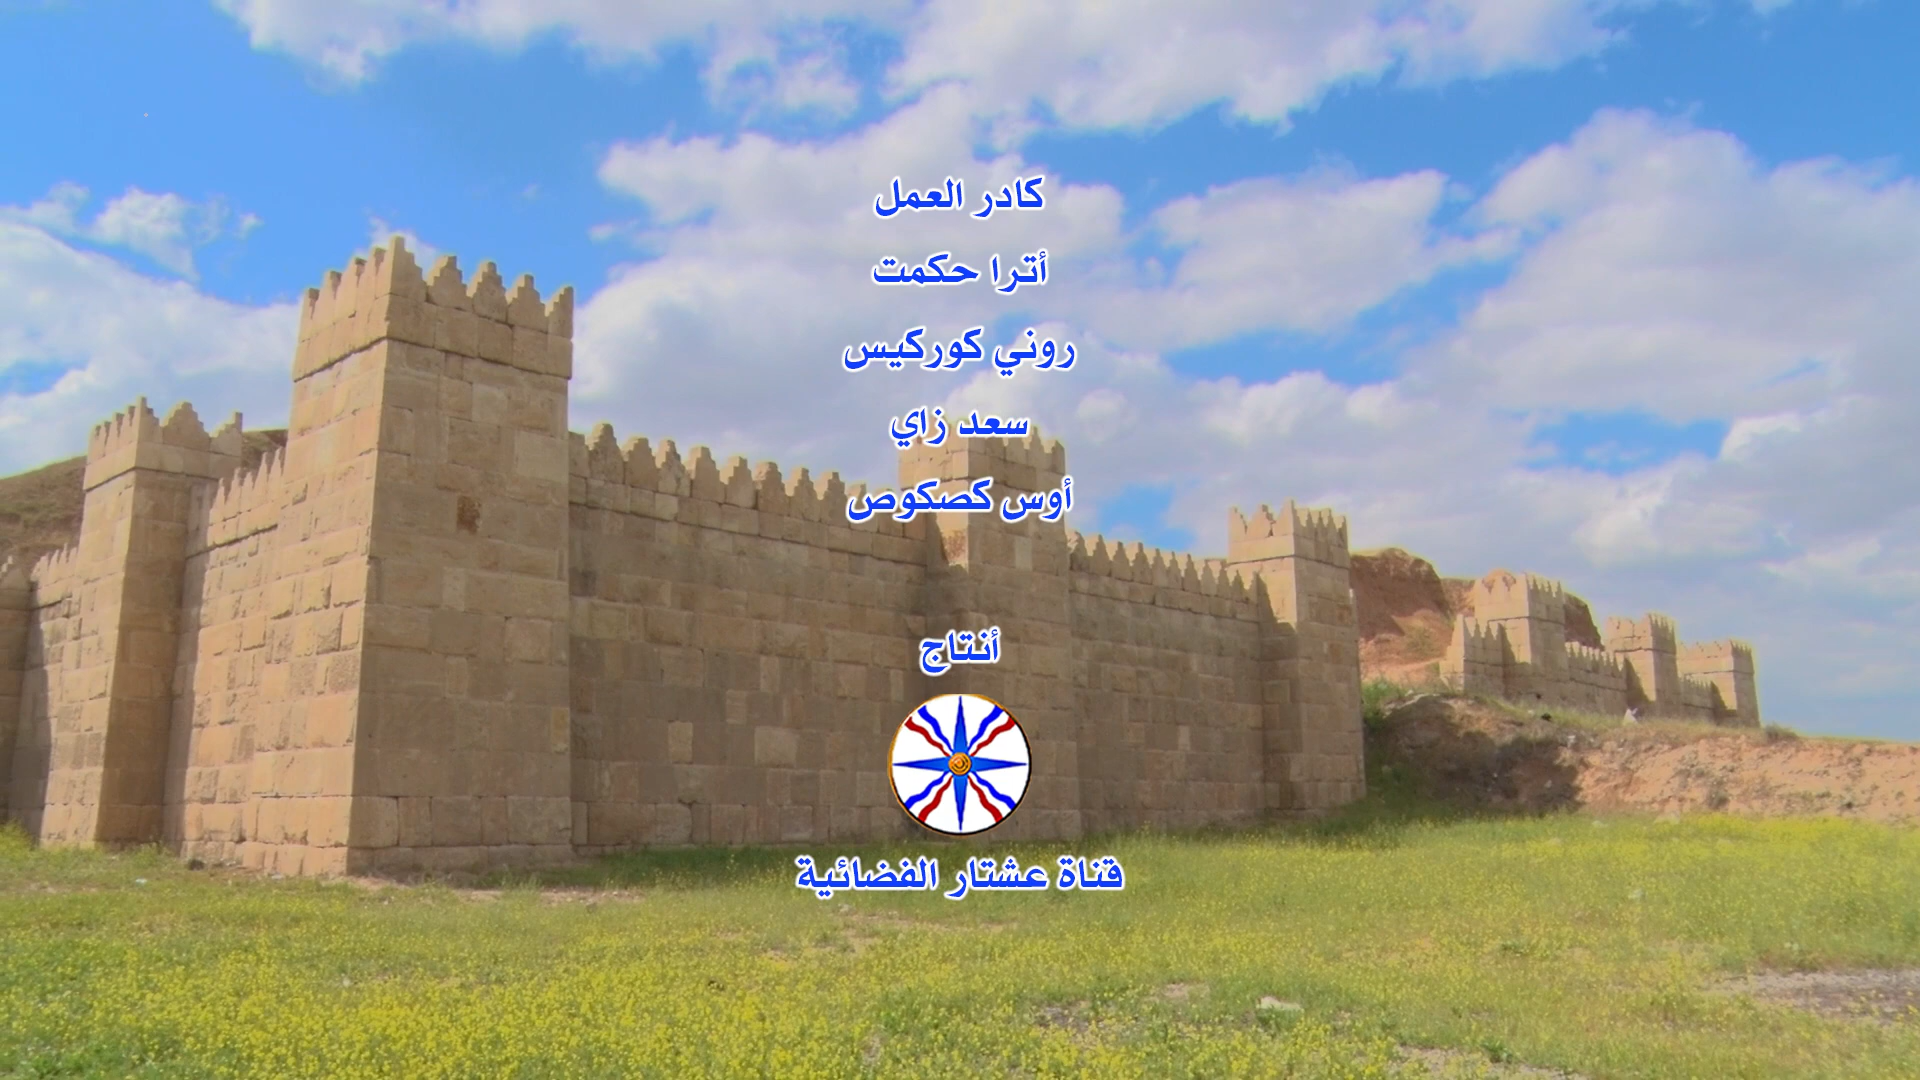 كادر العمل
أترا حكمت
روني كوركيس
سعد زاي
أوس كصكوص
أنتاج
قناة عشتار الفضائية